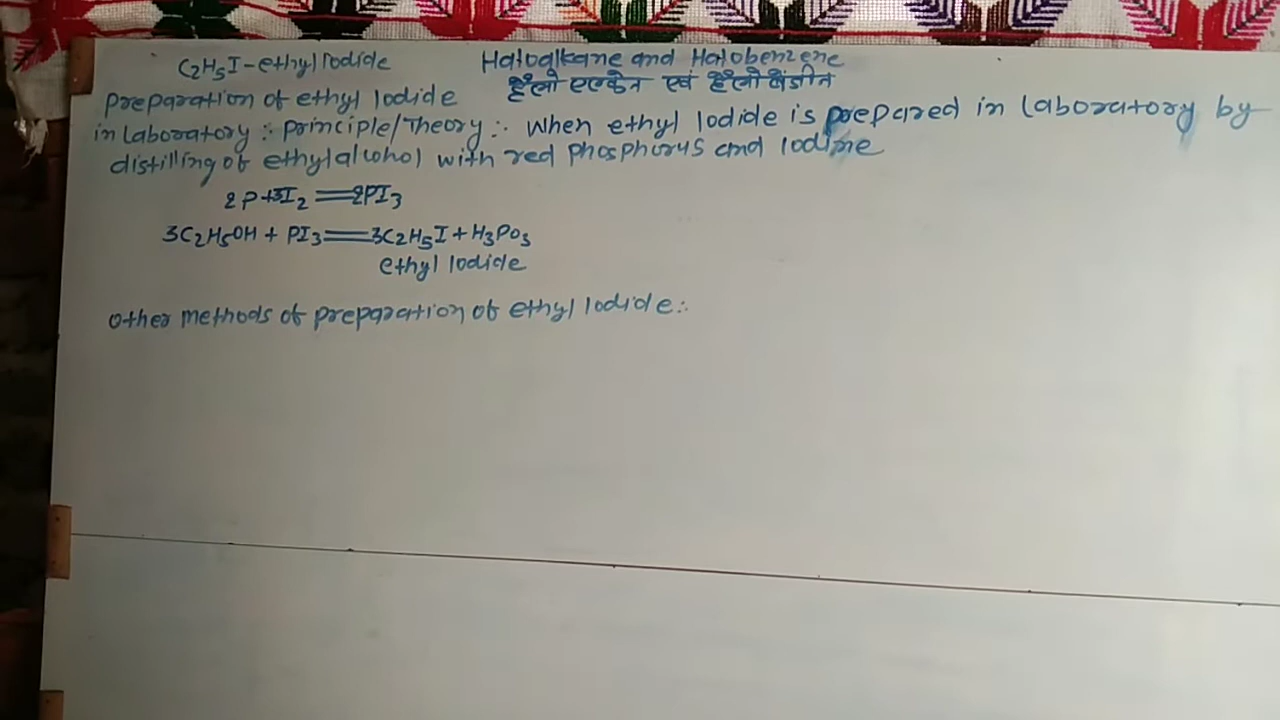 C2H5I-ethyl Iodide
Haloalkane and Halobenzene
हैलो एल्केन एवं हैलो बेंजीन
preparation of ethyl Iodide
in Laboratory :- principle/Theory :- When ethyl Iodide is prepared in Laboratory by
distilling of ethylalcohol with red phosphorus and Iodine
2P+3I2 = 2PI3
3C2H5OH + PI3 = 3C2H5I + H3PO3
ethyl Iodide
Other methods of preparation of ethyl Iodide :-